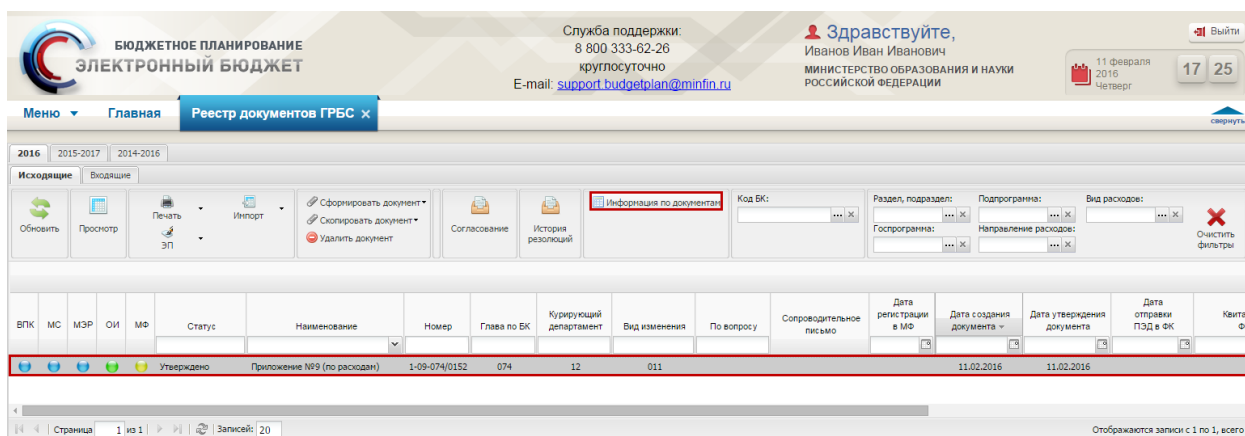 БЮДЖЕТНОЕ ПЛАНИРОВАНИЕ
ЭЛЕКТРОННЫЙ БЮДЖЕТ
Служба поддержки:
8 800 333-62-26
круглосуточно
E-mail: support.budgetplan@minfin.ru
Здравствуйте,
Иванов Иван Иванович
МИНИСТЕРСТВО ОБРАЗОВАНИЯ И НАУКИ
РОССИЙСКОЙ ФЕДЕРАЦИИ
Выйти
11 февраля
2016
Четверг
17 25
Меню Главная Реестр документов ГРБС ×
свернуть
2016 2015-2017 2014-2016
Исходящие Входящие
Обновить
Просмотр
Печать
ЭП
Импорт
Сформировать документ
Скопировать документ
Удалить документ
Согласование
История
резолюций
Информация по документам
Код БК:
Раздел, подраздел:
Госпрограмма:
Подпрограмма:
Направление расходов:
Вид расходов:
Очистить
фильтры
ВПК МС МЭР ОИ МФ Статус Наименование Номер Глава по БК
Курирующий
департамент
Вид изменения
По вопросу
Сопроводительное
письмо
Дата
регистрации
в МФ
Дата создания
документа
Дата утверждения
документа
Дата
отправки
ПЭД в ФК
Квита
Ф
Утверждено Приложение №9 (по расходам) 1-09-074/0152 074 12 011 11.02.2016 11.02.2016
Страница 1 из 1 Записей: 20
Отображаются записи с 1 по 1, всего